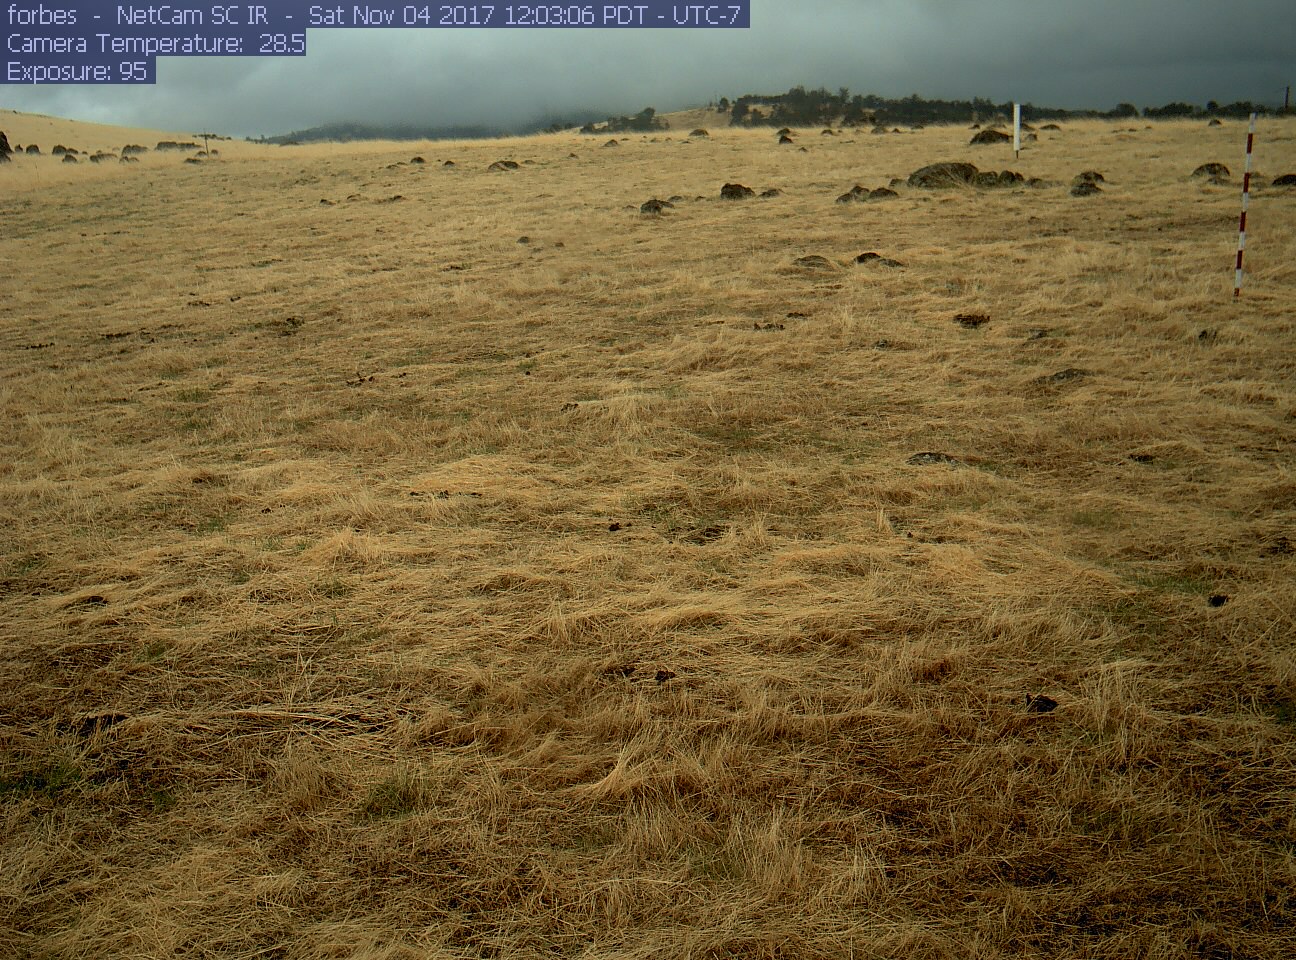 forbes - NetCam SC IR - Sat Nov 04 2017 12:03:06 PDT - UTC-7
Camera Temperature: 28.5
Exposure: 95